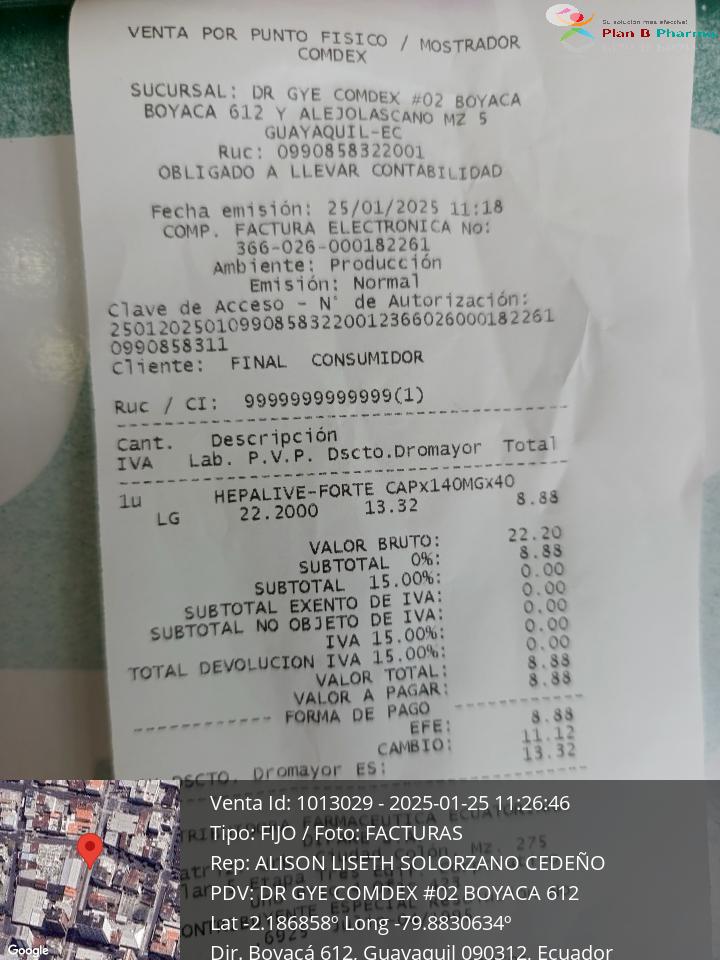 Su solución mas efectiva!
Plan B Pharma
VENTA POR PUNTO FISICO / MOSTRADOR
COMDEX
SUCURSAL: DR GYE COMDEX #02 BOYACA
BOYACA 612 Y ALEJOLASCANO MZ 5
GUAYAQUIL-EC
Ruc: 0990858322001
OBLIGADO A LLEVAR CONTABILIDAD
Fecha emisión: 25/01/2025 11:18
COMP. FACTURA ELECTRONICA No:
366-026-000182261
Ambiente: Producción
Emisión: Normal
Clave de Acceso - N° de Autorización:
250120250109908583220012366026000182261
0990858311
Cliente: FINAL CONSUMIDOR
Ruc / CI: 9999999999999(1)
Cant. Descripción
IVA Lab. P.V.P. Dscto.Dromayor Total
1u HEPALIVE-FORTE CAPx140MGx40
LG 22.2000 13.32 8.88
VALOR BRUTO: 22.20
SUBTOTAL 0%: 8.88
SUBTOTAL 15.00%: 0.00
SUBTOTAL EXENTO DE IVA: 0.00
SUBTOTAL NO OBJETO DE IVA: 0.00
IVA 15.00%: 0.00
TOTAL DEVOLUCION IVA 15.00%: 0.00
VALOR TOTAL: 8.88
VALOR A PAGAR: 8.88
FORMA DE PAGO
EFE: 8.88
CAMBIO: 11.12
DSCTO. Dromayor ES: 13.32
Venta Id: 1013029 - 2025-01-25 11:26:46
Tipo: FIJO / Foto: FACTURAS
Rep: ALISON LISETH SOLORZANO CEDEÑO
PDV: DR GYE COMDEX #02 BOYACA 612
Lat -2.186858º Long -79.8830634º
Dir. Boyacá 612, Guayaquil 090312, Ecuador
Google